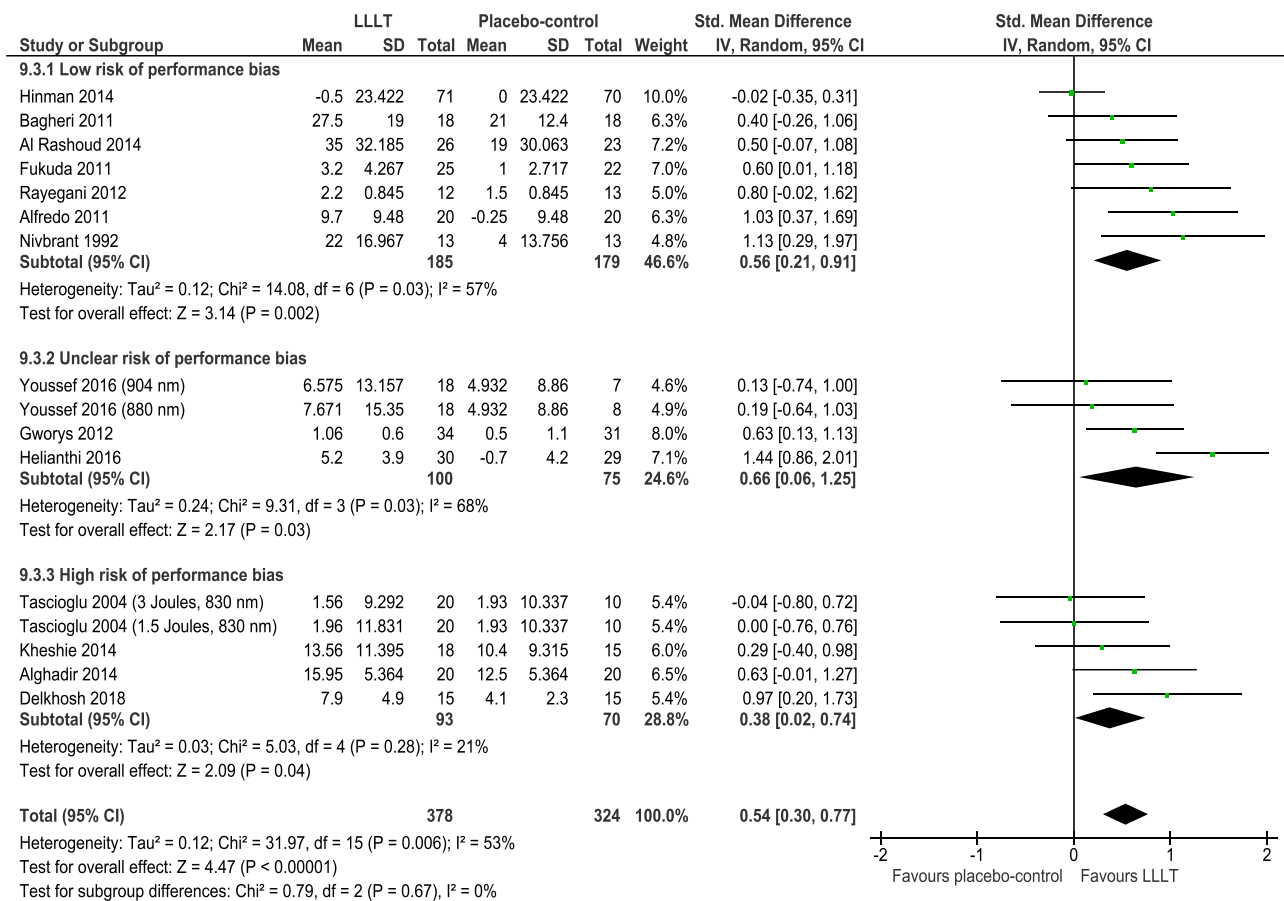 LLLT Placebo-control Std. Mean Difference Std. Mean Difference
Study or Subgroup Mean SD Total Mean SD Total Weight IV, Random, 95% CI IV, Random, 95% CI
9.3.1 Low risk of performance bias
Hinman 2014 -0.5 23.422 71 0 23.422 70 10.0% -0.02 [-0.35, 0.31]
Bagheri 2011 27.5 19 18 21 12.4 18 6.3% 0.40 [-0.26, 1.06]
Al Rashoud 2014 35 32.185 26 19 30.063 23 7.2% 0.50 [-0.07, 1.08]
Fukuda 2011 3.2 4.267 25 1 2.717 22 7.0% 0.60 [0.01, 1.18]
Rayegani 2012 2.2 0.845 12 1.5 0.845 13 5.0% 0.80 [-0.02, 1.62]
Alfredo 2011 9.7 9.48 20 -0.25 9.48 20 6.3% 1.03 [0.37, 1.69]
Nivbrant 1992 22 16.967 13 4 13.756 13 4.8% 1.13 [0.29, 1.97]
Subtotal (95% CI) 185 179 46.6% 0.56 [0.21, 0.91]
Heterogeneity: Tau² = 0.12; Chi² = 14.08, df = 6 (P = 0.03); I² = 57%
Test for overall effect: Z = 3.14 (P = 0.002)
9.3.2 Unclear risk of performance bias
Youssef 2016 (904 nm) 6.575 13.157 18 4.932 8.86 7 4.6% 0.13 [-0.74, 1.00]
Youssef 2016 (880 nm) 7.671 15.35 18 4.932 8.86 8 4.9% 0.19 [-0.64, 1.03]
Gworys 2012 1.06 0.6 34 0.5 1.1 31 8.0% 0.63 [0.13, 1.13]
Helianthi 2016 5.2 3.9 30 -0.7 4.2 29 7.1% 1.44 [0.86, 2.01]
Subtotal (95% CI) 100 75 24.6% 0.66 [0.06, 1.25]
Heterogeneity: Tau² = 0.24; Chi² = 9.31, df = 3 (P = 0.03); I² = 68%
Test for overall effect: Z = 2.17 (P = 0.03)
9.3.3 High risk of performance bias
Tascioglu 2004 (3 Joules, 830 nm) 1.56 9.292 20 1.93 10.337 10 5.4% -0.04 [-0.80, 0.72]
Tascioglu 2004 (1.5 Joules, 830 nm) 1.96 11.831 20 1.93 10.337 10 5.4% 0.00 [-0.76, 0.76]
Kheshie 2014 13.56 11.395 18 10.4 9.315 15 6.0% 0.29 [-0.40, 0.98]
Alghadir 2014 15.95 5.364 20 12.5 5.364 20 6.5% 0.63 [-0.01, 1.27]
Delkhosh 2018 7.9 4.9 15 4.1 2.3 15 5.4% 0.97 [0.20, 1.73]
Subtotal (95% CI) 93 70 28.8% 0.38 [0.02, 0.74]
Heterogeneity: Tau² = 0.03; Chi² = 5.03, df = 4 (P = 0.28); I² = 21%
Test for overall effect: Z = 2.09 (P = 0.04)
Total (95% CI) 378 324 100.0% 0.54 [0.30, 0.77]
Heterogeneity: Tau² = 0.12; Chi² = 31.97, df = 15 (P = 0.006); I² = 53%
Test for overall effect: Z = 4.47 (P < 0.00001)
Test for subgroup differences: Chi² = 0.79, df = 2 (P = 0.67), I² = 0%
-2 -1 0 1 2
Favours placebo-control Favours LLLT